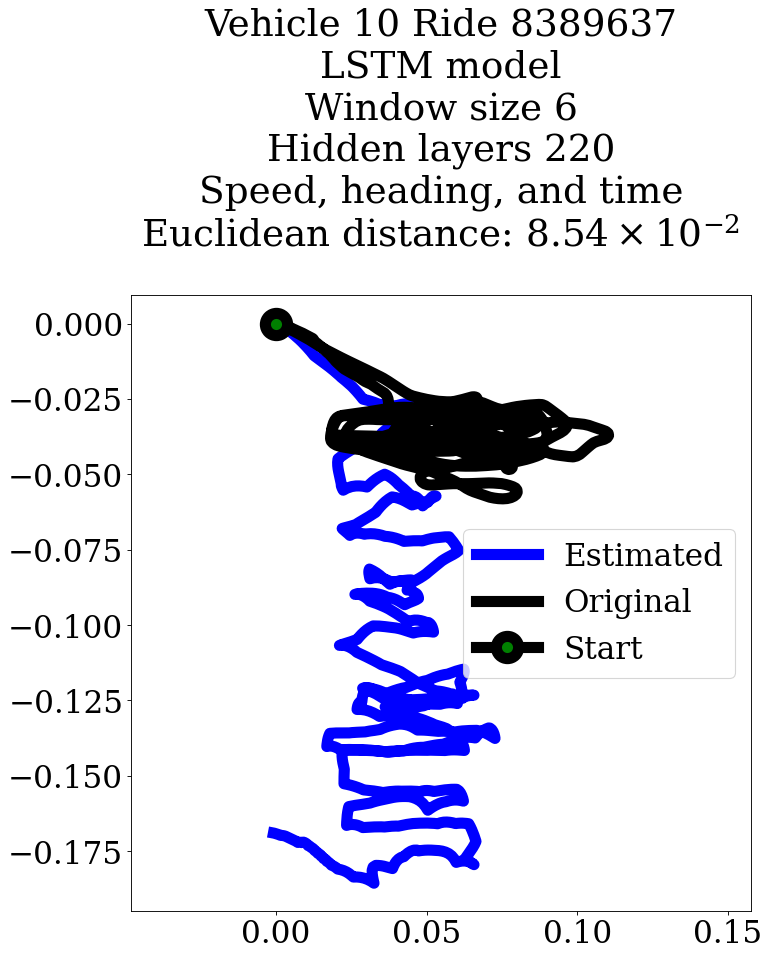 Vehicle 10 Ride 8389637
LSTM model
Window size 6
Hidden layers 220
Speed, heading, and time
Euclidean distance: 8.54 × 10⁻²
0.000
−0.025
−0.050
−0.075
−0.100
−0.125
−0.150
−0.175
Estimated
Original
Start
0.00 0.05 0.10 0.15